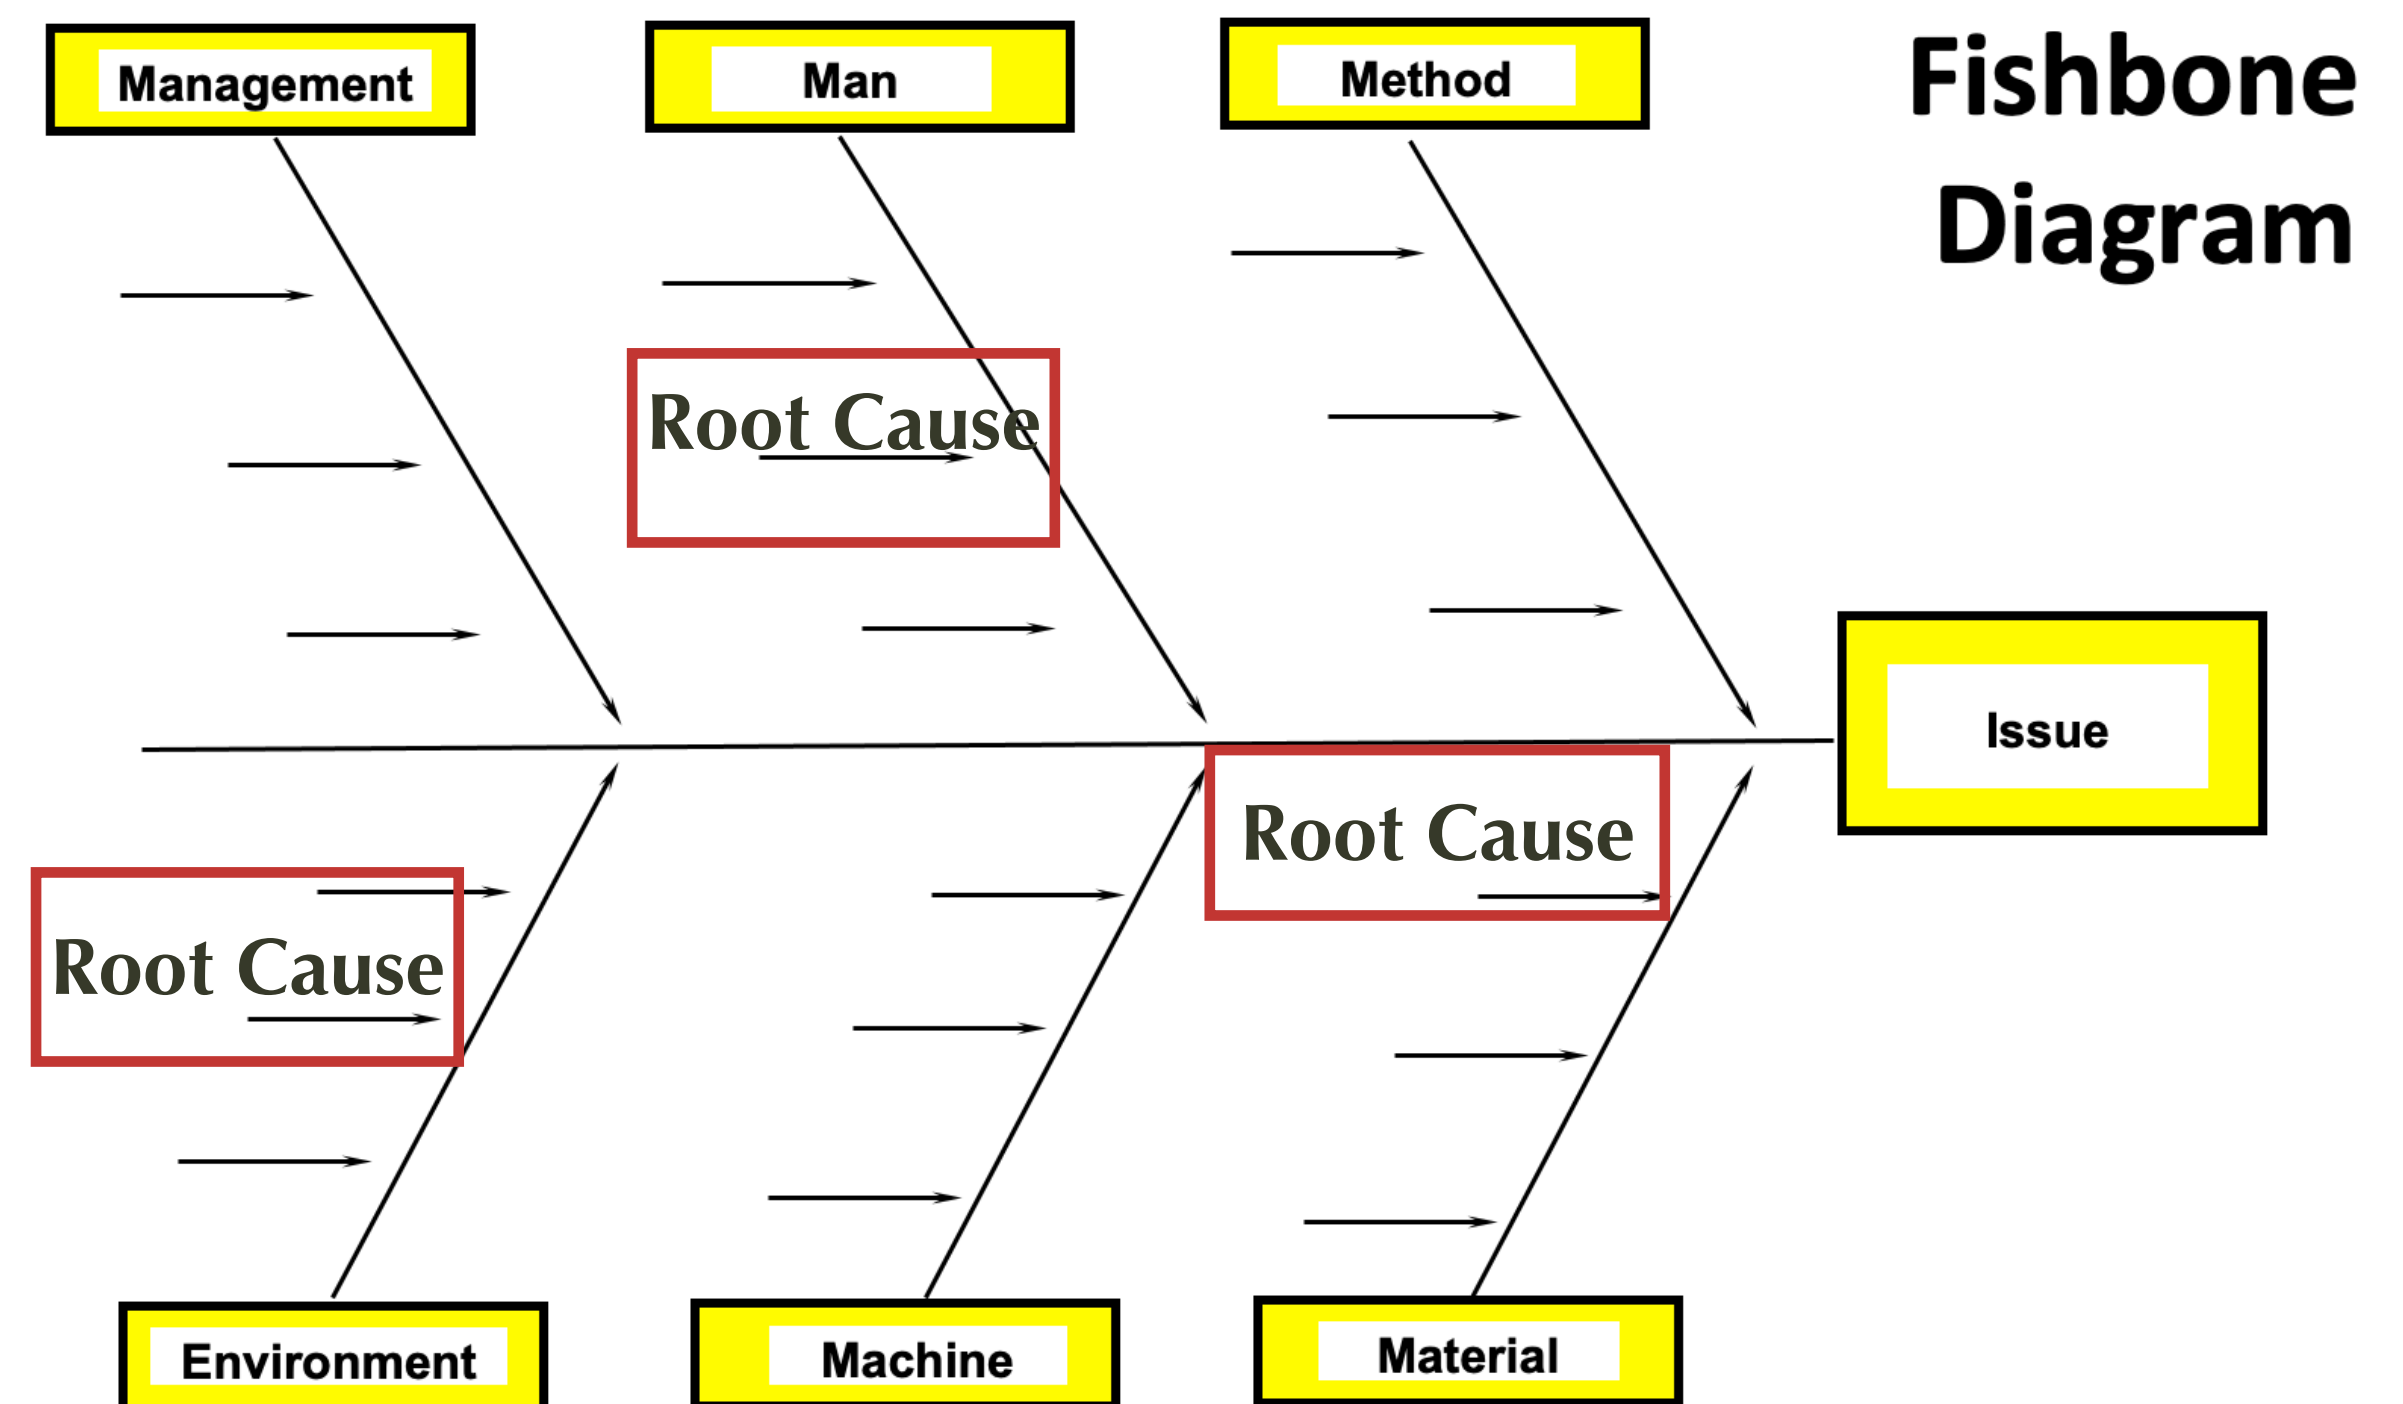 Management
Man
Method
Fishbone
Diagram
Root Cause
Issue
Root Cause
Root Cause
Environment
Machine
Material